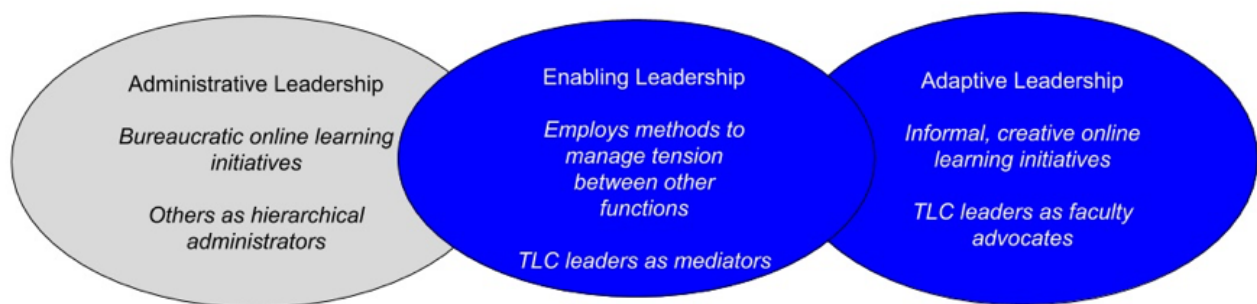 Administrative Leadership
Bureaucratic online learning
initiatives
Others as hierarchical
administrators
Enabling Leadership
Employs methods to
manage tension
between other
functions
TLC leaders as mediators
Adaptive Leadership
Informal, creative online
learning initiatives
TLC leaders as faculty
advocates